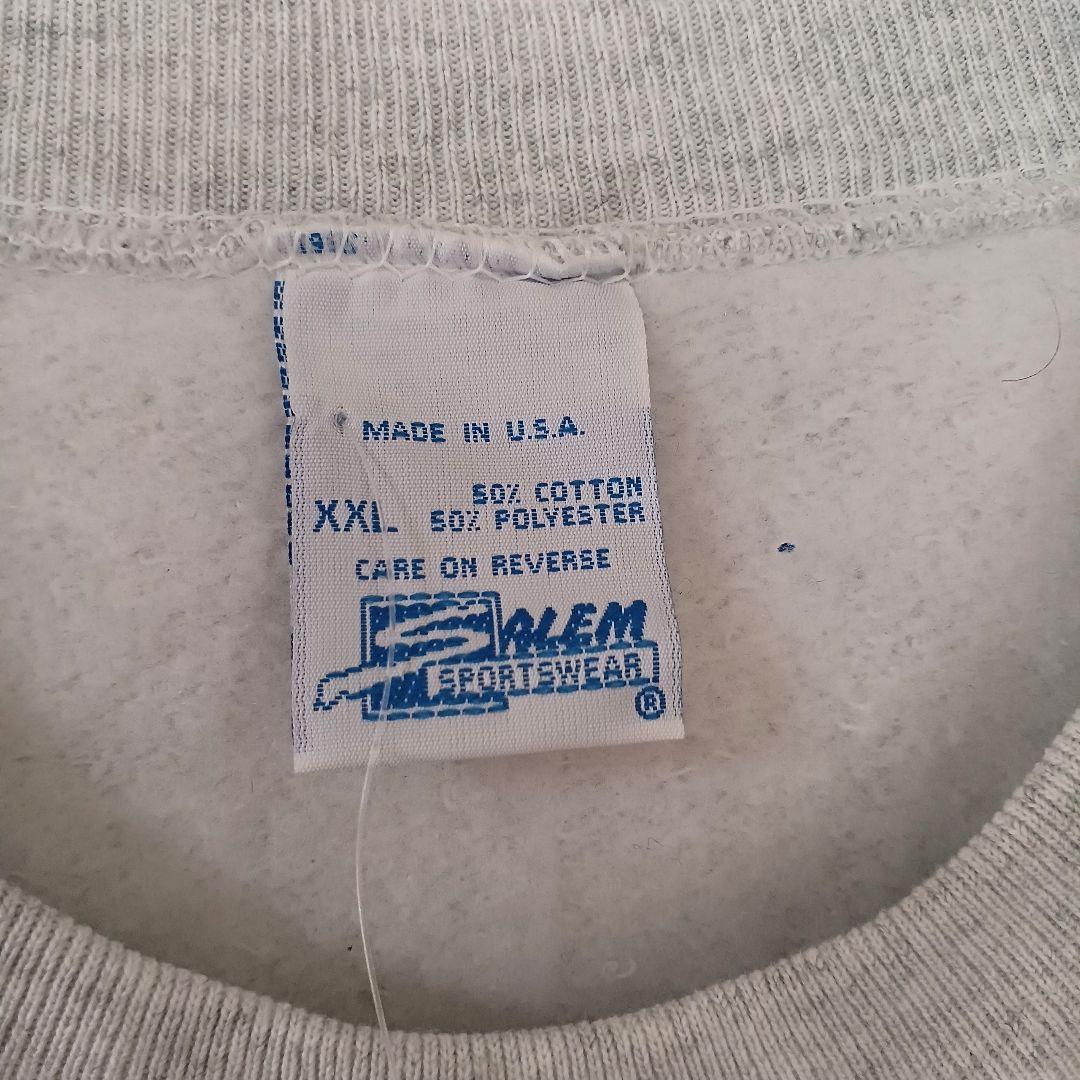 MADE IN U.S.A.
XXL
50% COTTON
50% POLYESTER
CARE ON REVERSE
SALEM
SPORTSWEAR
®